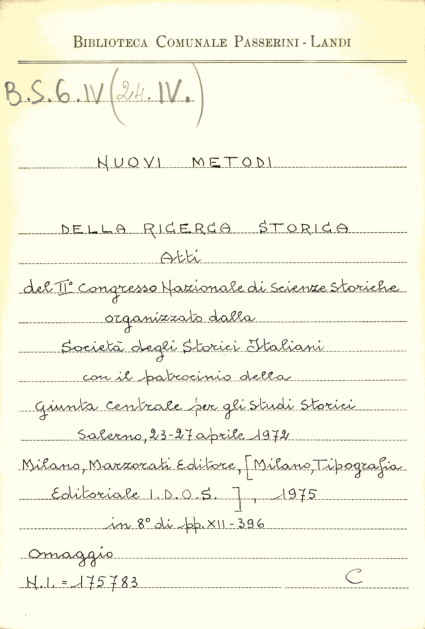 BIBLIOTECA COMUNALE PASSERINI - LANDI
B.S.6.IV (24.IV.)
NUOVI METODI
DELLA RICERCA STORICA
Atti
del II° Congresso Nazionale di Scienze Storiche
organizzato dalla
Società degli Storici Italiani
con il patrocinio della
Giunta Centrale per gli Studi Storici
Salerno, 23-27 aprile 1972
Milano, Marzorati Editore, [Milano, Tipografia
Editoriale I.D.O.S. ], 1975
in 8° di pp. XII-396
Omaggio
N.I. = 175783 C